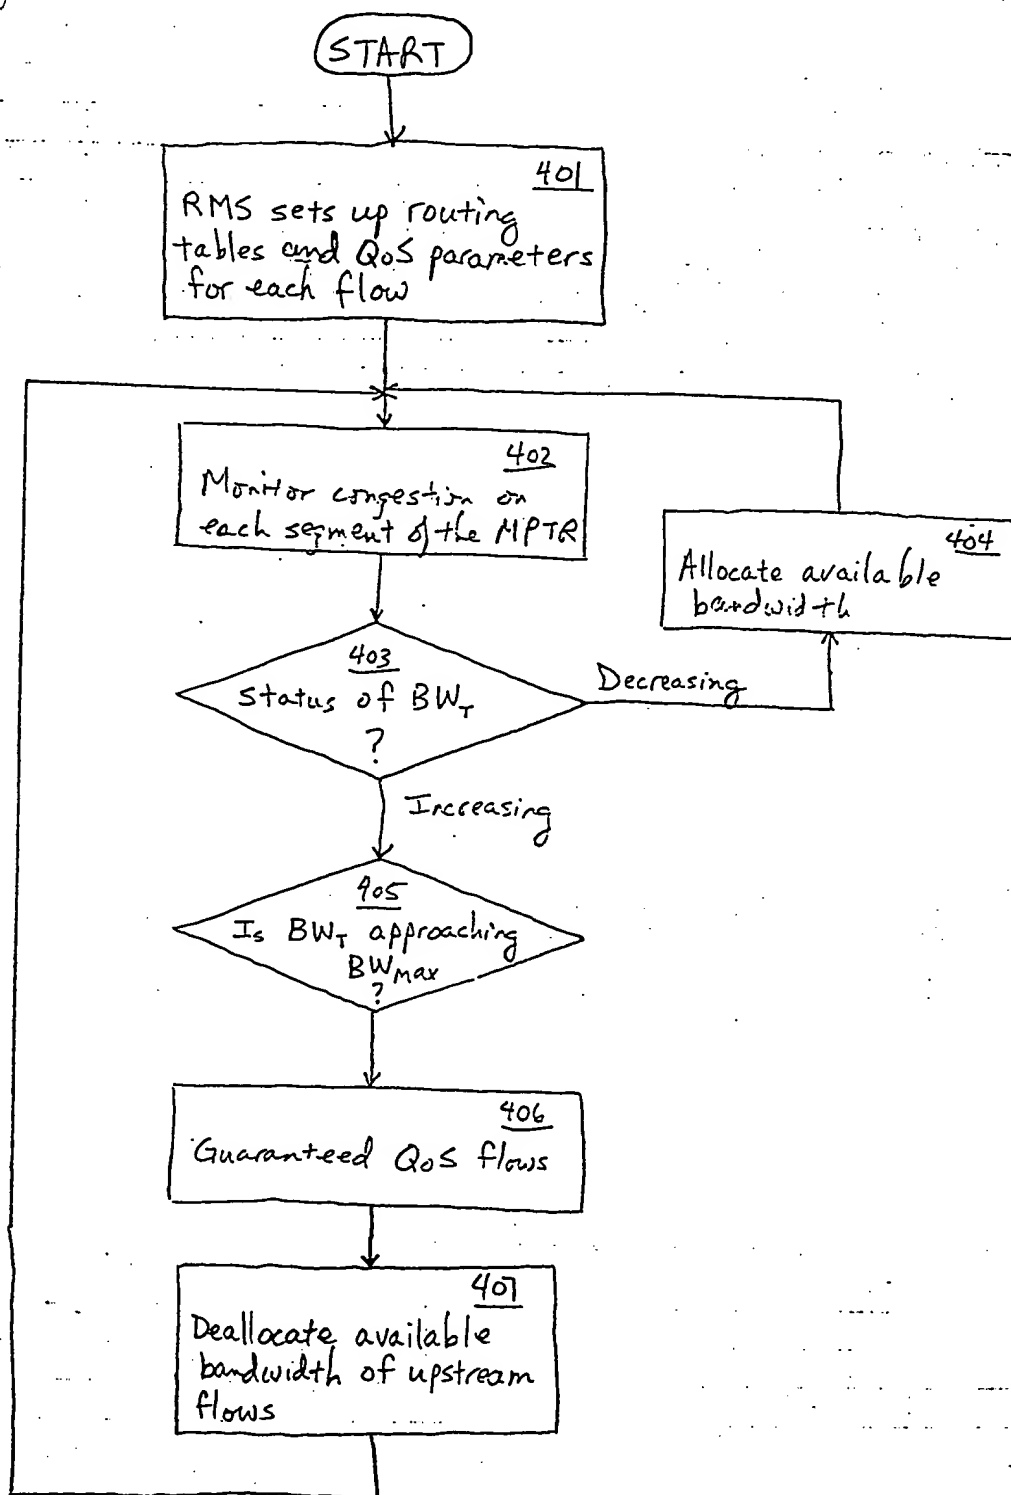 START
401
RMS sets up routing
tables and QoS parameters
for each flow
402
Monitor congestion on
each segment of the MPTR
404
Allocate available
bandwidth
403
Status of BWT
?
Decreasing
Increasing
405
Is BWT approaching
BWMAX
?
406
Guaranteed QoS flows
407
Deallocate available
bandwidth of upstream
flows